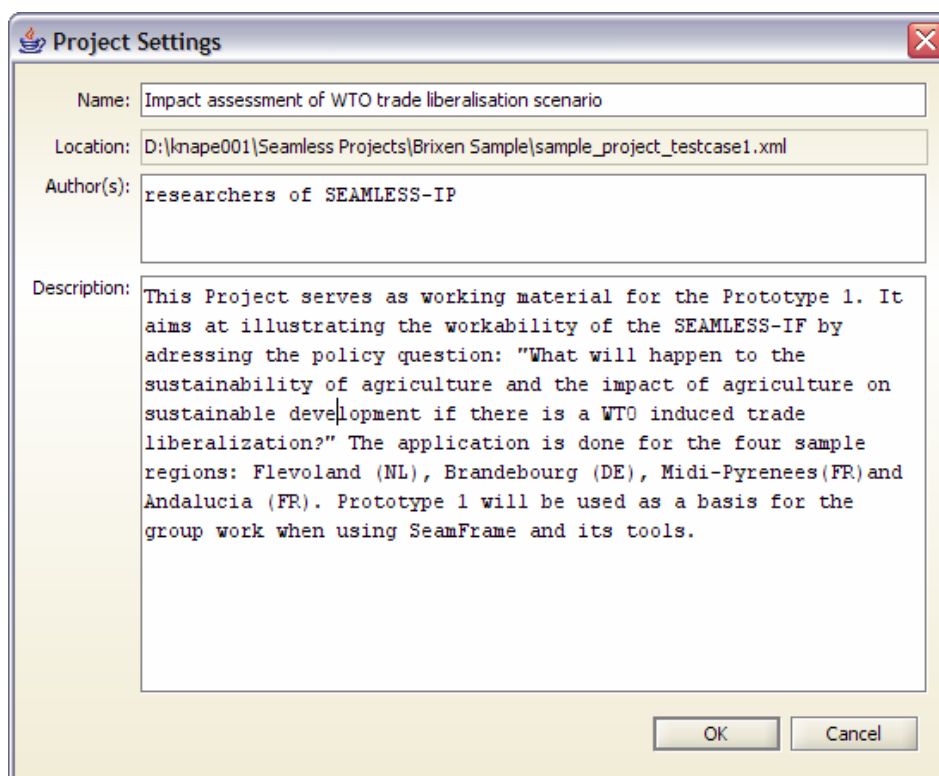 Project Settings
Name: Impact assessment of WTO trade liberalisation scenario
Location: D:\knape001\Seamless Projects\Brixen Sample\sample_project_testcase1.xml
Author(s): researchers of SEAMLESS-IP
Description: This Project serves as working material for the Prototype 1. It
aims at illustrating the workability of the SEAMLESS-IF by
adressing the policy question: "What will happen to the
sustainability of agriculture and the impact of agriculture on
sustainable development if there is a WTO induced trade
liberalization?" The application is done for the four sample
regions: Flevoland (NL), Brandebourg (DE), Midi-Pyrenees(FR)and
Andalucia (FR). Prototype 1 will be used as a basis for the
group work when using SeamFrame and its tools.
OK Cancel